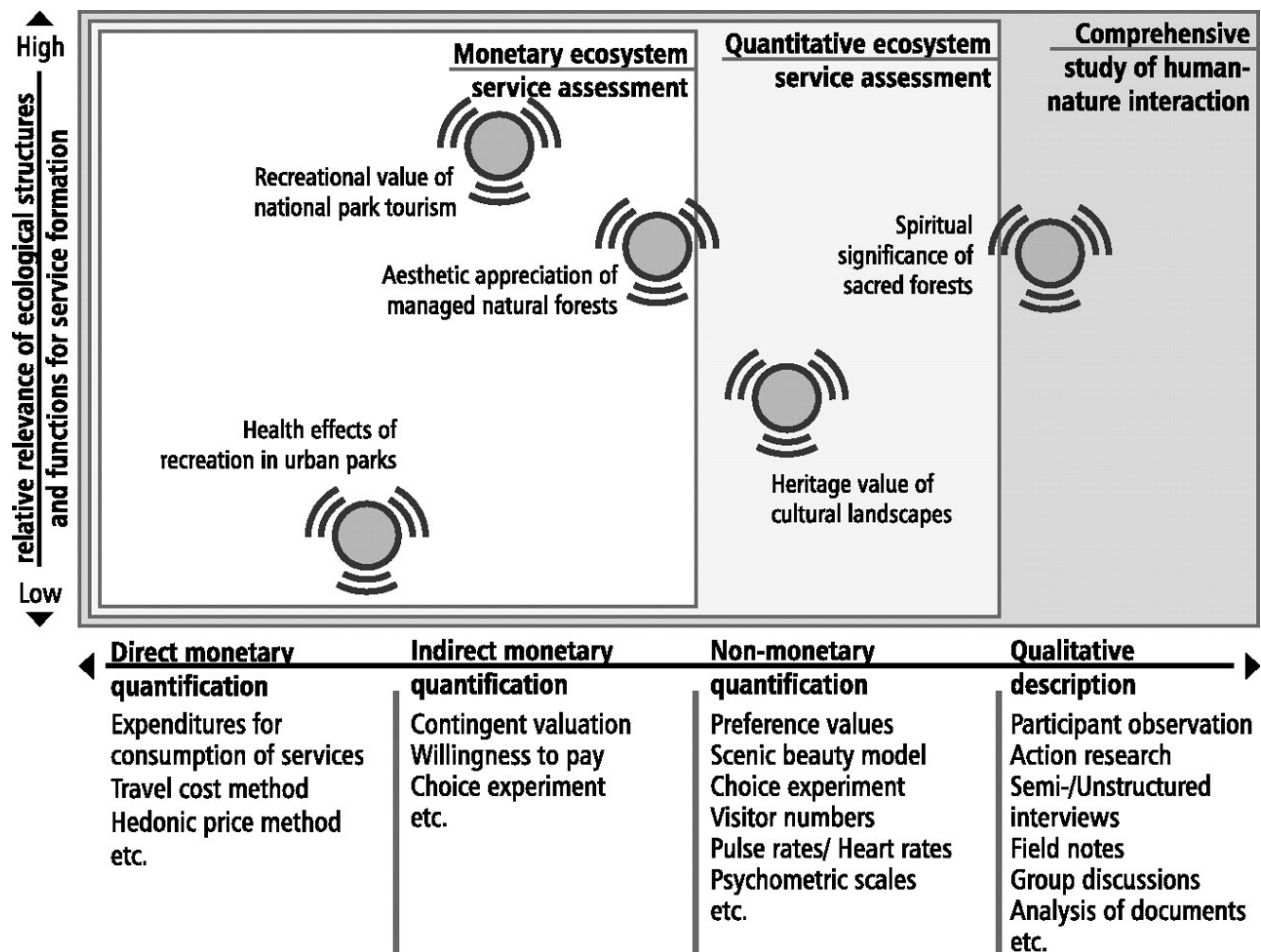 High
relative relevance of ecological structures
and functions for service formation
Low
Monetary ecosystem
service assessment
Quantitative ecosystem
service assessment
Comprehensive
study of human-
nature interaction
Recreational value of
national park tourism
Aesthetic appreciation of
managed natural forests
Spiritual
significance of
sacred forests
Health effects of
recreation in urban parks
Heritage value of
cultural landscapes
Direct monetary
quantification
Expenditures for
consumption of services
Travel cost method
Hedonic price method
etc.
Indirect monetary
quantification
Contingent valuation
Willingness to pay
Choice experiment
etc.
Non-monetary
quantification
Preference values
Scenic beauty model
Choice experiment
Visitor numbers
Pulse rates/ Heart rates
Psychometric scales
etc.
Qualitative
description
Participant observation
Action research
Semi-/Unstructured
interviews
Field notes
Group discussions
Analysis of documents
etc.